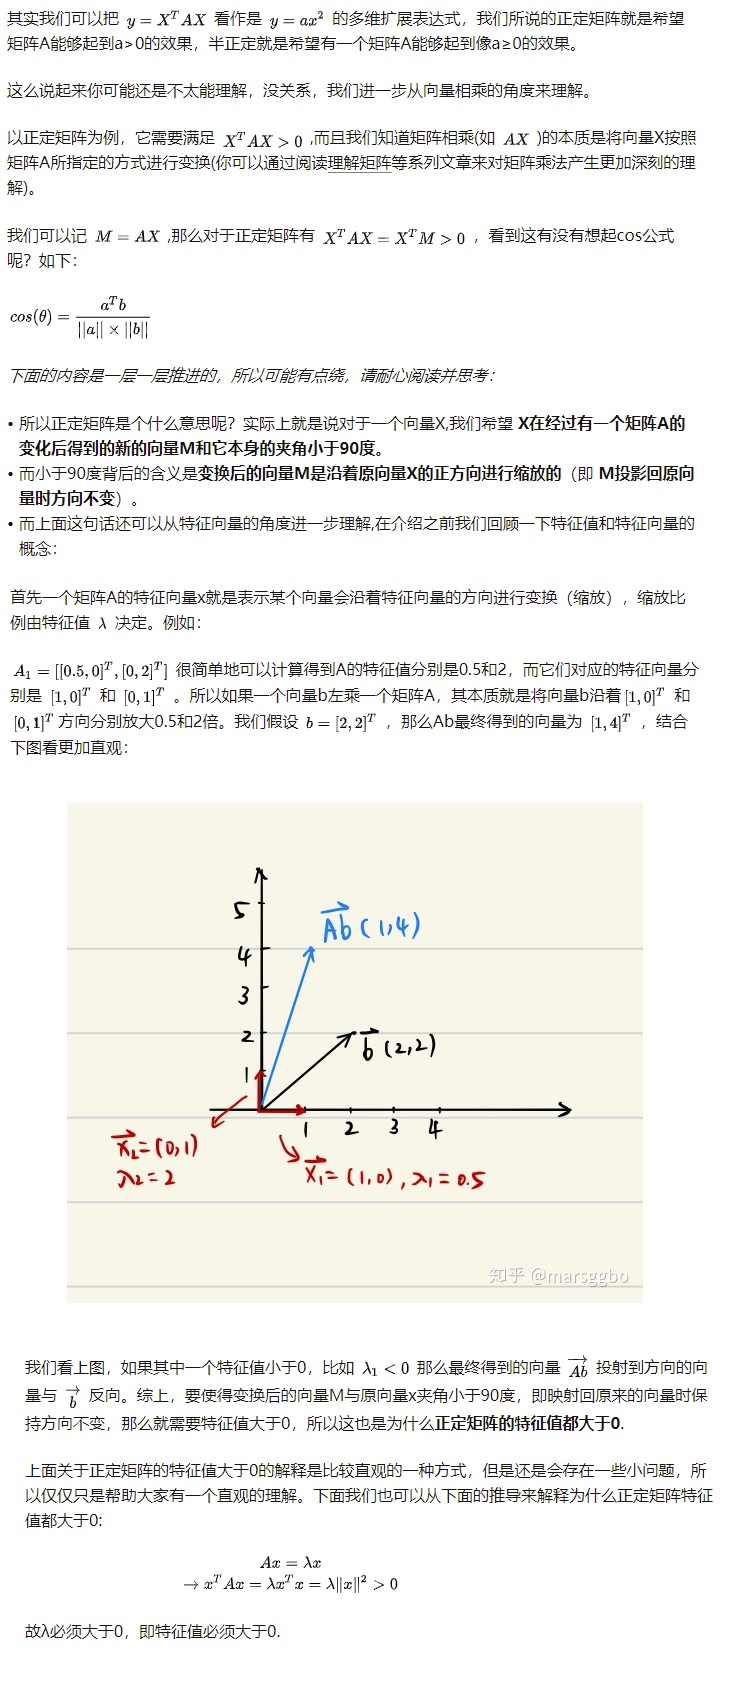 其实我们可以把 y = X^T AX 看作是 y = ax² 的多维扩展表达式，我们所说的正定矩阵就是希望
矩阵A能够起到a>0的效果，半正定就是希望有一个矩阵A能够起到像a≥0的效果。
这么说起来你可能还是不太能理解，没关系，我们进一步从向量相乘的角度来理解。
以正定矩阵为例，它需要满足 X^T AX > 0 ,而且我们知道矩阵相乘(如 AX )的本质是将向量X按照
矩阵A所指定的方式进行变换(你可以通过阅读理解矩阵等系列文章来对矩阵乘法产生更加深刻的理
解)。
我们可以记 M = AX ,那么对于正定矩阵有 X^T AX = X^T M > 0 ，看到这有没有想起cos公式
呢？如下：
cos(θ) = a^T b / ||a|| × ||b||
下面的内容是一层一层推进的，所以可能有点绕，请耐心阅读并思考：
• 所以正定矩阵是个什么意思呢？实际上就是说对于一个向量X,我们希望 X在经过有一个矩阵A的
变化后得到的新的向量M和它本身的夹角小于90度。
• 而小于90度背后的含义是变换后的向量M是沿着原向量X的正方向进行缩放的（即 M投影回原向
量时方向不变）。
• 而上面这句话还可以从特征向量的角度进一步理解,在介绍之前我们回顾一下特征值和特征向量的
概念：
首先一个矩阵A的特征向量x就是表示某个向量会沿着特征向量的方向进行变换（缩放），缩放比
例由特征值 λ 决定。例如：
A₁ = [[0.5, 0]^T, [0, 2]^T] 很简单地可以计算得到A的特征值分别是0.5和2，而它们对应的特征向量分
别是 [1, 0]^T 和 [0, 1]^T 。所以如果一个向量b左乘一个矩阵A，其本质就是将向量b沿着[1, 0]^T 和
[0, 1]^T 方向分别放大0.5和2倍。我们假设 b = [2, 2]^T ，那么Ab最终得到的向量为 [1, 4]^T ，结合
下图看更加直观：
5
Ab (1,4)
4
3
2
b (2,2)
1
1 2 3 4
x₂=(0,1)
λ₂=2
x₁=(1,0), λ₁=0.5
知乎 @marsggbo
我们看上图，如果其中一个特征值小于0，比如 λ₁ < 0 那么最终得到的向量 Ab 投射到方向的向
量与 b 反向。综上，要使得变换后的向量M与原向量x夹角小于90度，即映射回原来的向量时保
持方向不变，那么就需要特征值大于0，所以这也是为什么正定矩阵的特征值都大于0.
上面关于正定矩阵的特征值大于0的解释是比较直观的一种方式，但是还是会存在一些小问题，所
以仅仅只是帮助大家有一个直观的理解。下面我们也可以从下面的推导来解释为什么正定矩阵特征
值都大于0:
Ax = λx
→ x^T Ax = λx^T x = λ||x||² > 0
故λ必须大于0，即特征值必须大于0.